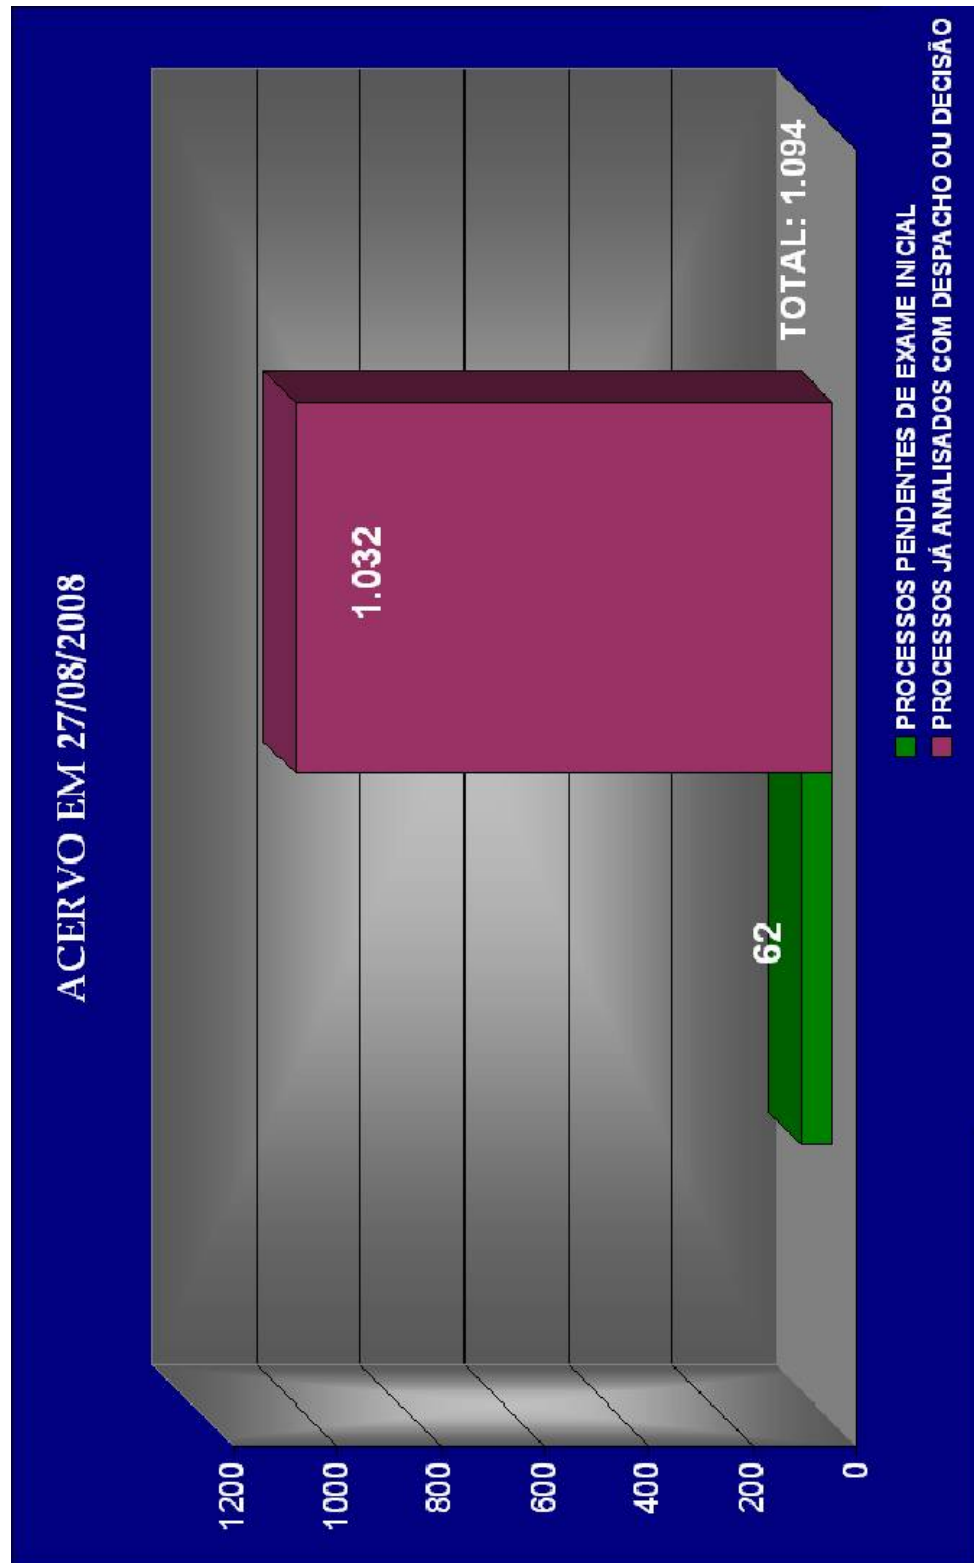 ACERVO EM 27/08/2008
1200
1000
800
600
400
200
0
62
1.032
TOTAL: 1.094
PROCESSOS PENDENTES DE EXAME INICIAL
PROCESSOS JÁ ANALISADOS COM DESPACHO OU DECISÃO